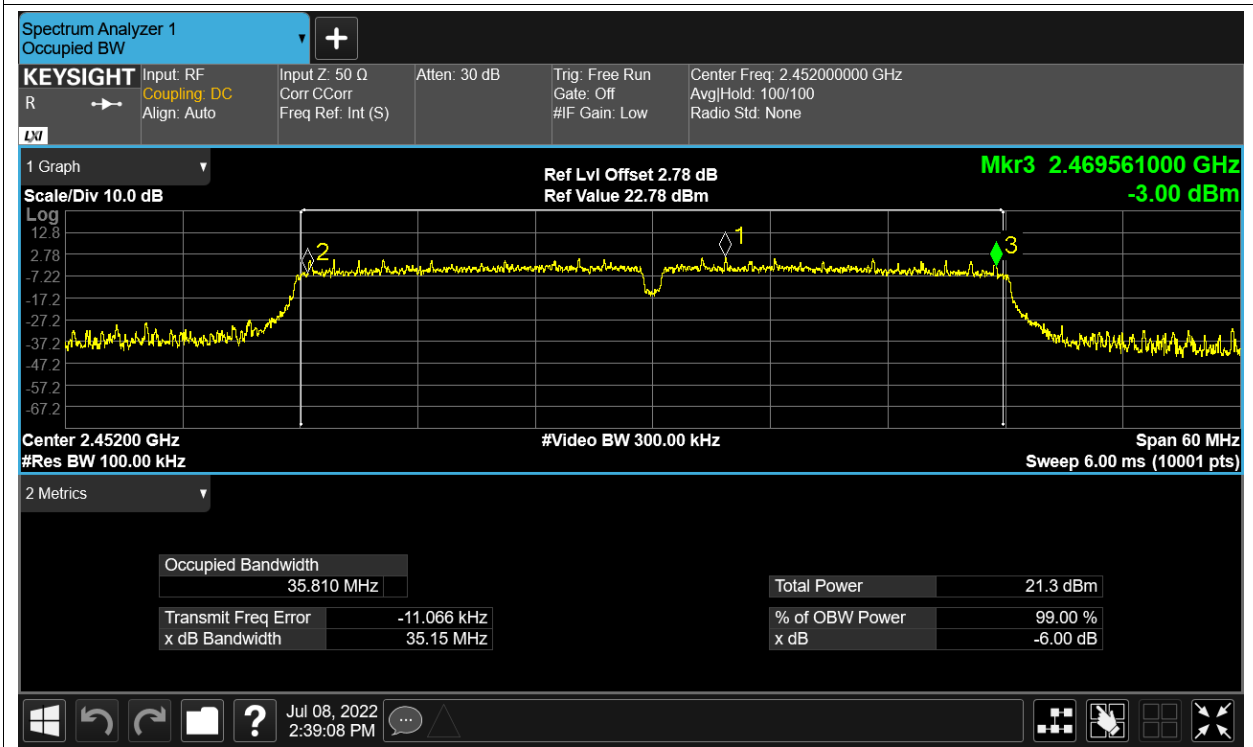 Spectrum Analyzer 1
Occupied BW
KEYSIGHT
R
LXI
Input: RF
Coupling: DC
Align: Auto
Input Z: 50 Ω
Corr CCorr
Freq Ref: Int (S)
Atten: 30 dB
Trig: Free Run
Gate: Off
#IF Gain: Low
Center Freq: 2.452000000 GHz
Avg|Hold: 100/100
Radio Std: None
1 Graph
Scale/Div 10.0 dB
Ref Lvl Offset 2.78 dB
Ref Value 22.78 dBm
Mkr3 2.469561000 GHz
-3.00 dBm
Log
12.8
2.78
-7.22
-17.2
-27.2
-37.2
-47.2
-57.2
-67.2
2
1
3
Center 2.45200 GHz
#Res BW 100.00 kHz
#Video BW 300.00 kHz
Span 60 MHz
Sweep 6.00 ms (10001 pts)
2 Metrics
Occupied Bandwidth
35.810 MHz
Transmit Freq Error -11.066 kHz
x dB Bandwidth 35.15 MHz
Total Power 21.3 dBm
% of OBW Power 99.00 %
x dB -6.00 dB
?
Jul 08, 2022
2:39:08 PM